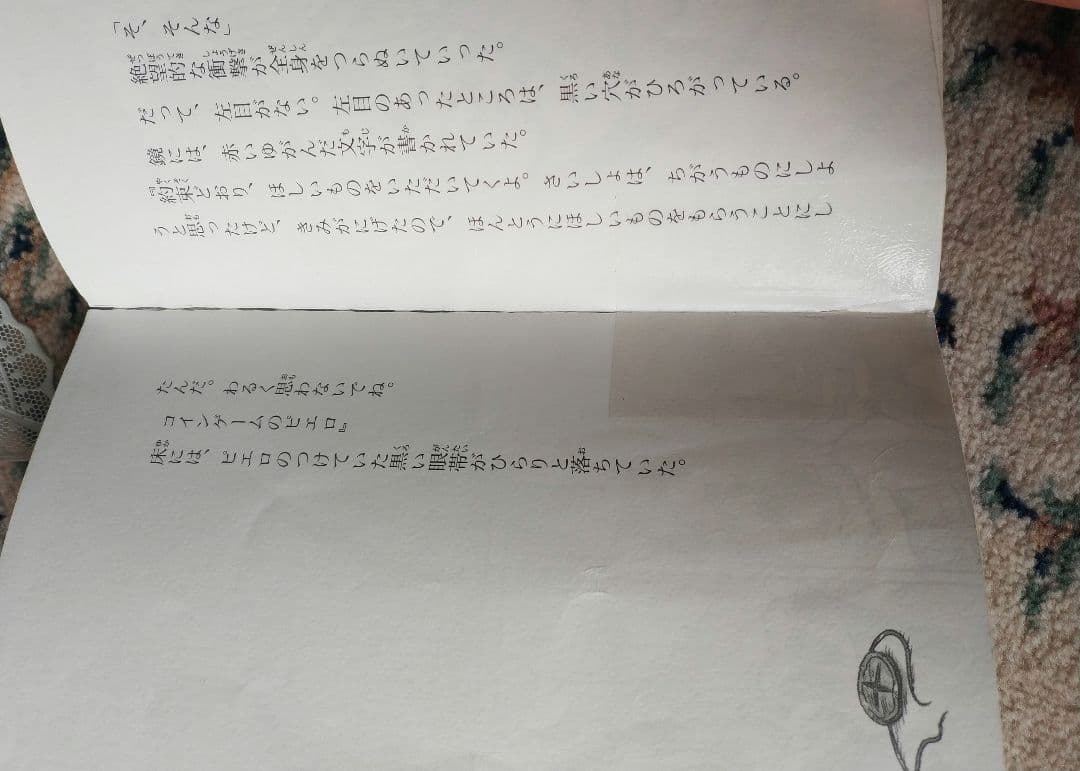 「そ、そんな」
絶望的な衝撃が全身をつらぬいていった。
だって、左目がない。左目のあったところは、黒い穴がひろがっている。
鏡には、赤いゆがんだ文字が書かれていた。
『約束どおり、ほしいものをいただいてくよ。さいしょは、ちがうものにしよ
うと思ったけど、きみがにげたので、ほんとうにほしいものをもらうことにし
たんだ。わるく思わないでね。
コインゲームのピエロ』
床には、ピエロのつけていた黒い眼帯がひらりと落ちていた。